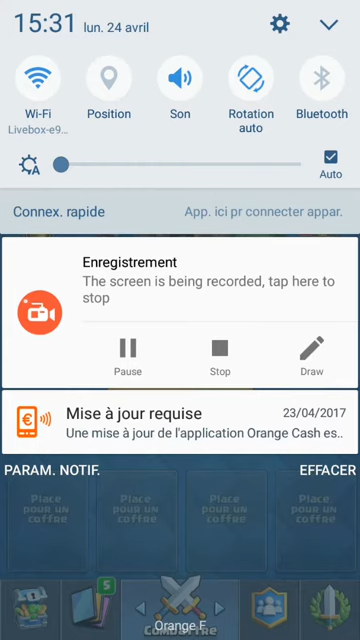 15:31 lun. 24 avril
Wi-Fi
Livebox-e9...
Position
Son
Rotation
auto
Bluetooth
A
Auto
Connex. rapide
App. ici pr connecter appar.
Enregistrement
The screen is being recorded, tap here to
stop
Pause
Stop
Draw
Mise à jour requise
23/04/2017
Une mise à jour de l'application Orange Cash es..
PARAM. NOTIF.
EFFACER
Place
POUR UN
coffre
Place
POUR UN
coffre
Place
POUR UN
coffre
Place
POUR UN
coffre
1
5
Combattre
Orange F